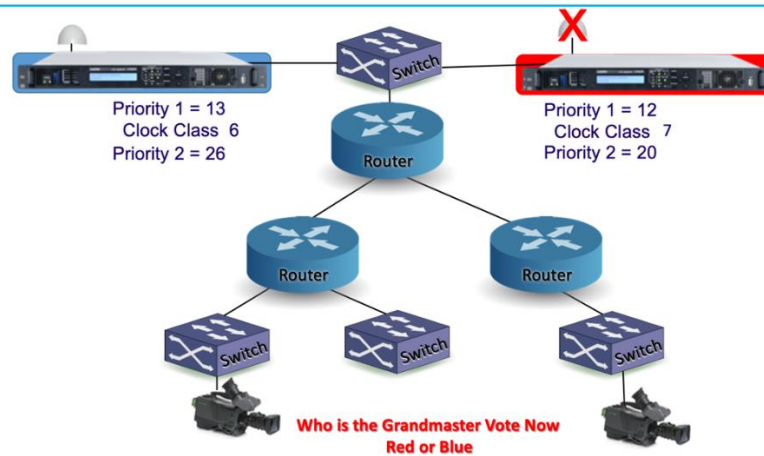 X
Switch
Priority 1 = 13
Clock Class 6
Priority 2 = 26
Priority 1 = 12
Clock Class 7
Priority 2 = 20
Router
Router
Router
Switch
Switch
Switch
Who is the Grandmaster Vote Now
Red or Blue